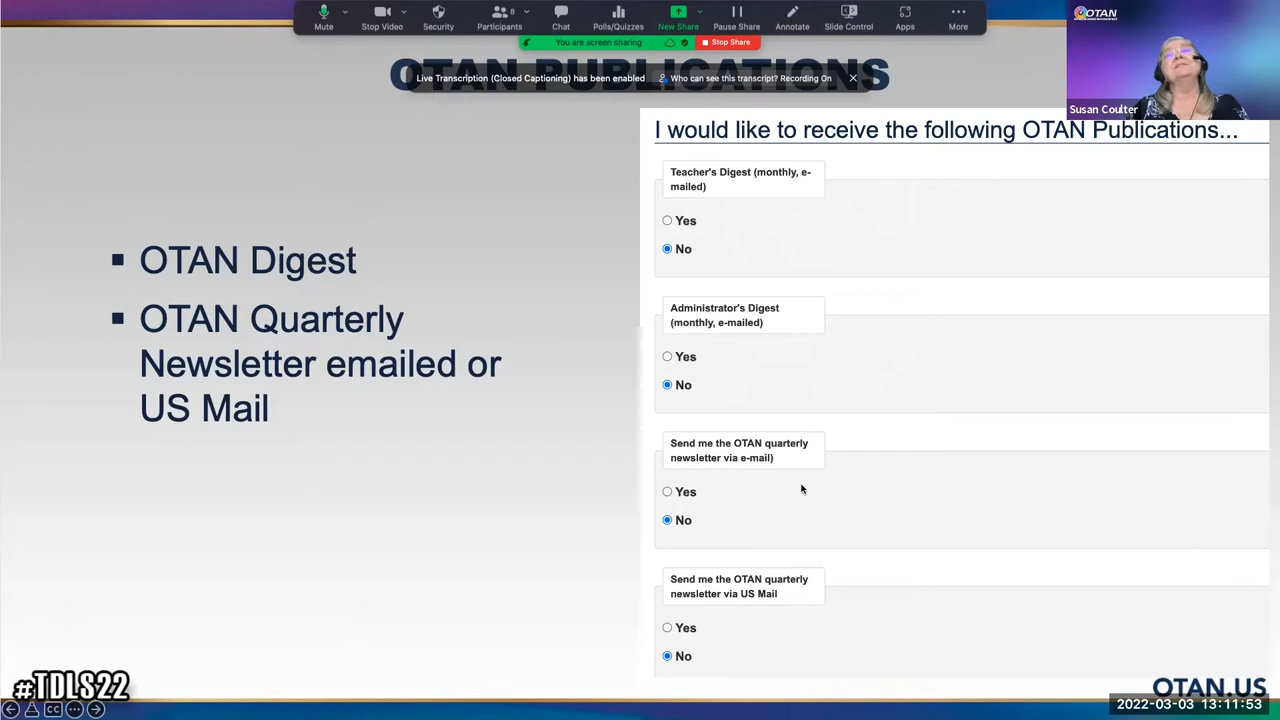 Mute
Stop Video
Security
Participants
6
Chat
Polls/Quizzes
New Share
Pause Share
Annotate
Slide Control
Apps
More
You are screen sharing
Stop Share
OTAN PUBLICATIONS
Live Transcription (Closed Captioning) has been enabled
Who can see this transcript? Recording On
OTAN
Susan Coulter
I would like to receive the following OTAN Publications...
Teacher's Digest (monthly, e-
mailed)
Yes
No
Administrator's Digest
(monthly, e-mailed)
Yes
No
Send me the OTAN quarterly
newsletter via e-mail)
Yes
No
Send me the OTAN quarterly
newsletter via US Mail
Yes
No
▪ OTAN Digest
▪ OTAN Quarterly
Newsletter emailed or
US Mail
#TDLS22
CC
OTAN.US
2022-03-03 13:11:53